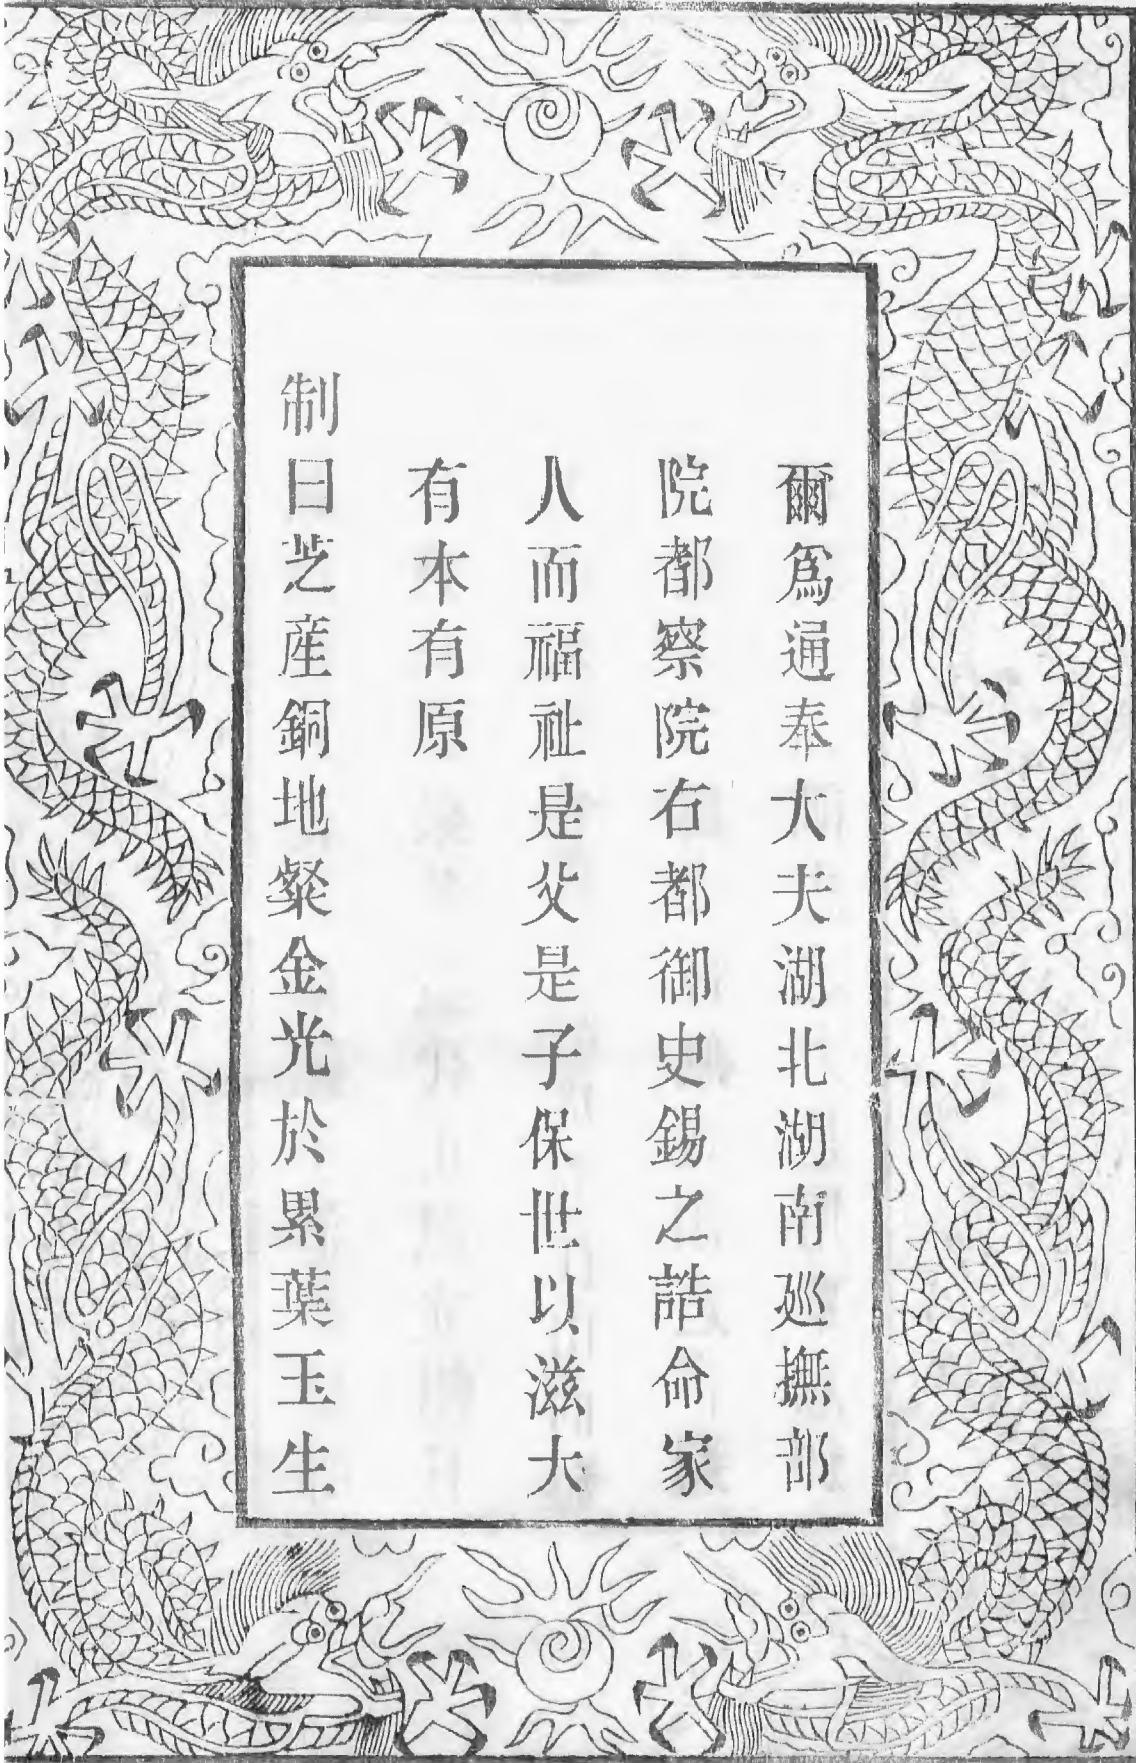 爾爲通奉大夫湖北湖南廵撫部
院都察院右都御史錫之誥命家
人而福祉是父是子保世以滋大
有本有原
制曰芝産銅地粲金光於累葉玉生